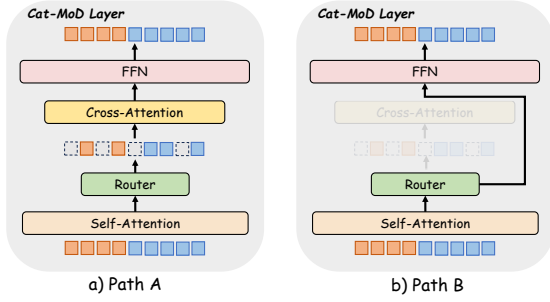 Cat-MoD Layer
FFN
Cross-Attention
Router
Self-Attention
a) Path A
Cat-MoD Layer
FFN
Cross-Attention
Router
Self-Attention
b) Path B